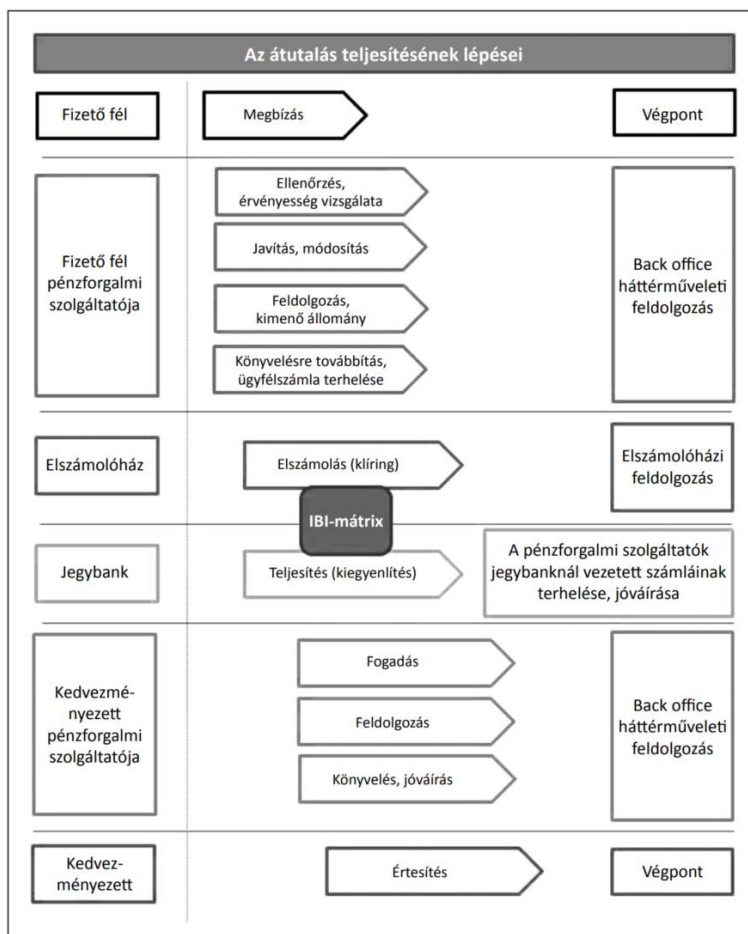 Az átutalás teljesítésének lépései
Fizető fél
Megbízás
Végpont
Fizető fél
pénzforgalmi
szolgáltatója
Ellenőrzés,
érvényesség vizsgálata
Javítás, módosítás
Feldolgozás,
kimenő állomány
Könyvelésre továbbítás,
ügyfélszámla terhelése
Back office
háttérműveleti
feldolgozás
Elszámolóház
Elszámolás (klíring)
Elszámolóházi
feldolgozás
IBI-mátrix
Jegybank
Teljesítés (kiegyenlítés)
A pénzforgalmi szolgáltatók
jegybanknál vezetett számláinak
terhelése, jóváírása
Kedvezmé-
nyezett
pénzforgalmi
szolgáltatója
Fogadás
Feldolgozás
Könyvelés, jóváírás
Back office
háttérműveleti
feldolgozás
Kedvez-
ményezett
Értesítés
Végpont